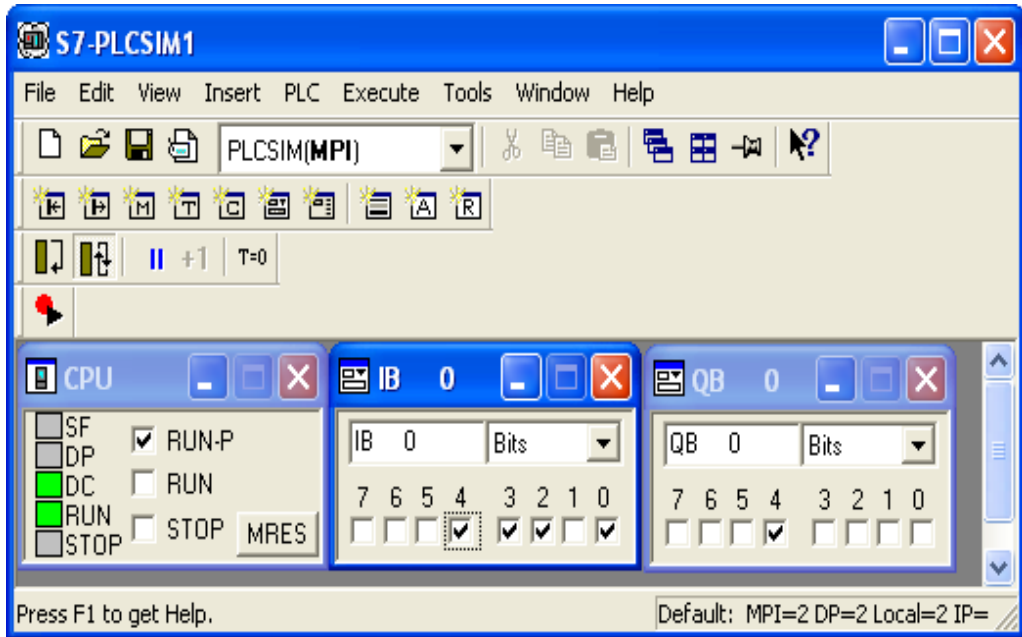 S7-PLCSIM1
File Edit View Insert PLC Execute Tools Window Help
PLCSIM(MPI)
M T C A R
+1 T=0
CPU
SF
DP
DC
RUN
STOP
RUN-P
RUN
STOP
MRES
IB 0
IB 0 Bits
7 6 5 4 3 2 1 0
QB 0
QB 0 Bits
7 6 5 4 3 2 1 0
Press F1 to get Help.
Default: MPI=2 DP=2 Local=2 IP=